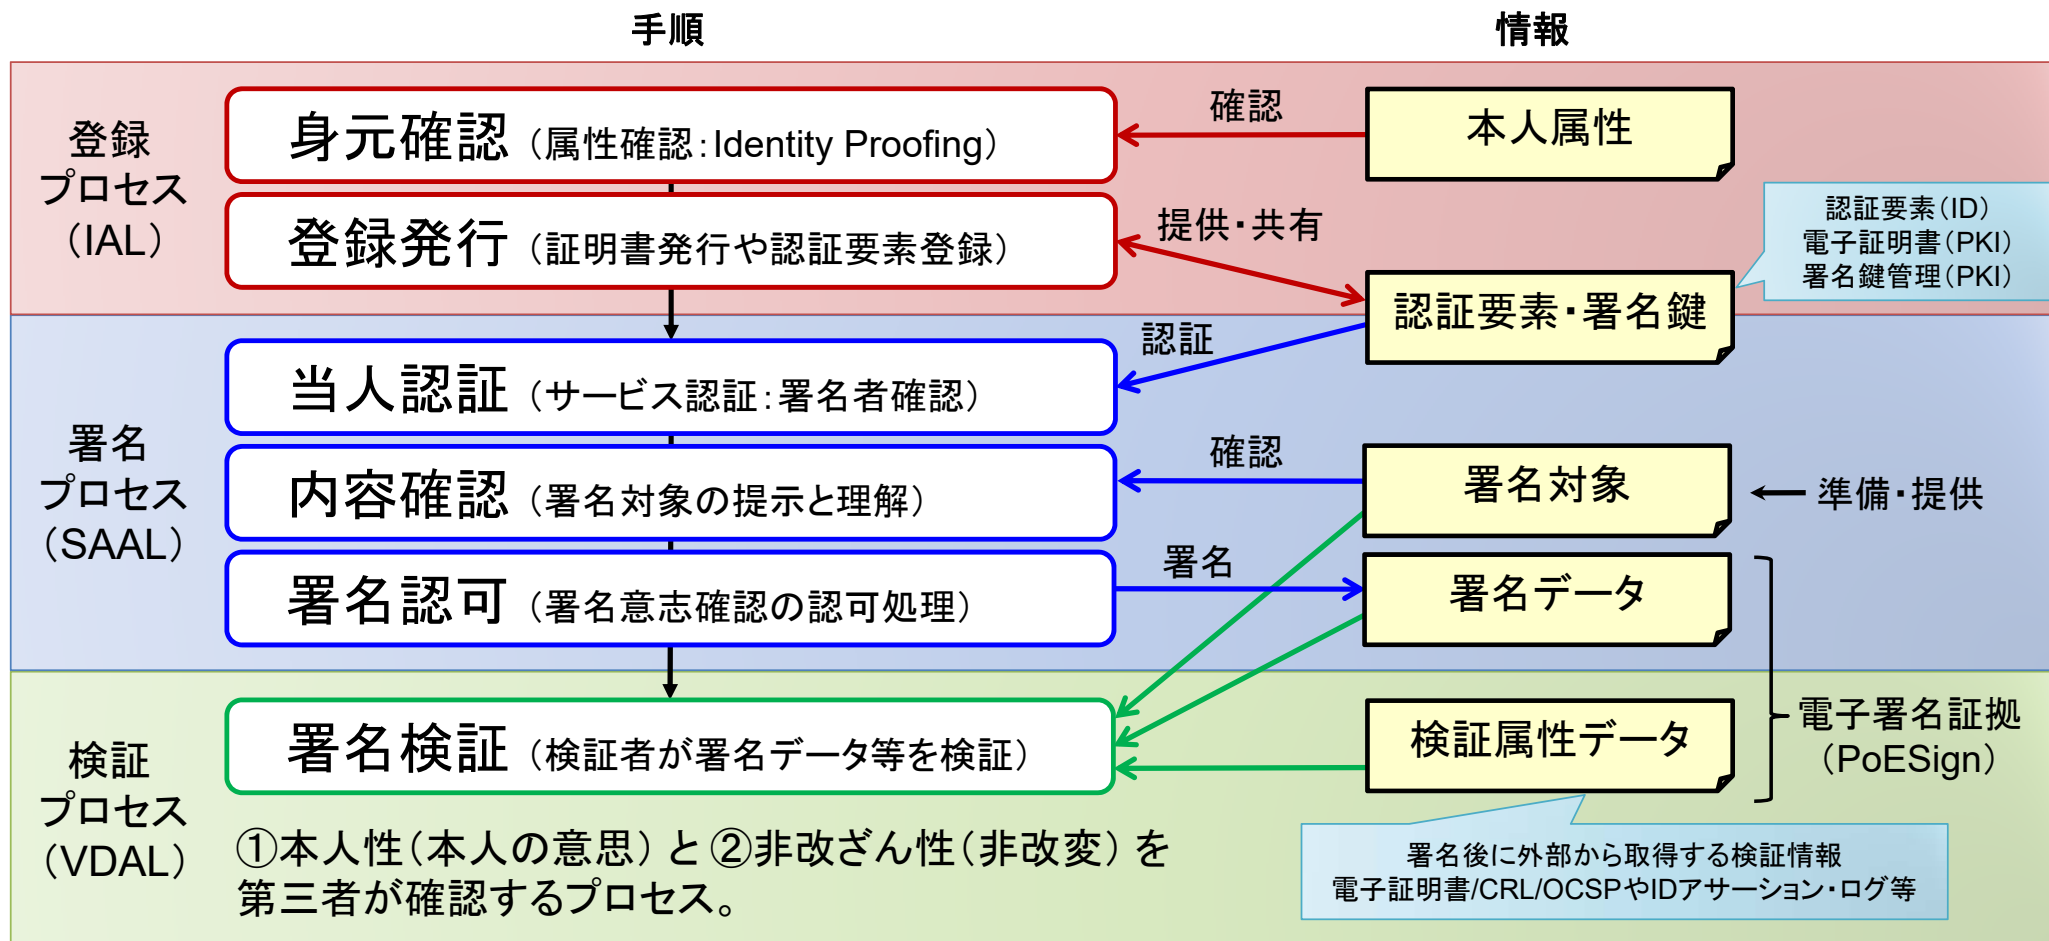 手順
情報
登録
プロセス
（IAL）
身元確認（属性確認：Identity Proofing）
確認
本人属性
登録発行（証明書発行や認証要素登録）
提供・共有
認証要素（ID）
電子証明書（PKI）
署名鍵管理（PKI）
認証要素・署名鍵
署名
プロセス
（SAAL）
当人認証（サービス認証：署名者確認）
認証
内容確認（署名対象の提示と理解）
確認
署名対象
準備・提供
署名認可（署名意志確認の認可処理）
署名
署名データ
検証
プロセス
（VDAL）
署名検証（検証者が署名データ等を検証）
検証属性データ
電子署名証拠
（PoESign）
①本人性（本人の意思）と②非改ざん性（非改変）を
第三者が確認するプロセス。
署名後に外部から取得する検証情報
電子証明書/CRL/OCSPやIDアサーション・ログ等